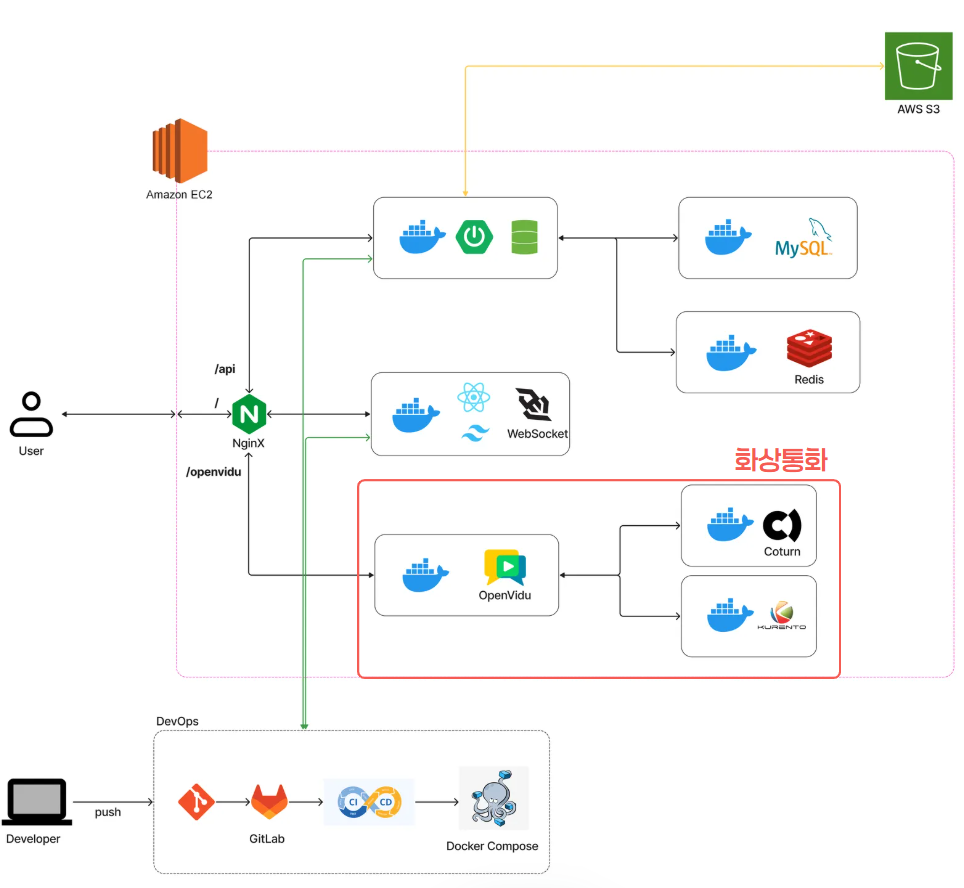 AWS S3
Amazon EC2
MySQL
Redis
/api
/
NginX
User
WebSocket
/openvidu
화상통화
OpenVidu
Coturn
KURENTO
DevOps
Developer
push
GitLab
CI
CD
Docker Compose